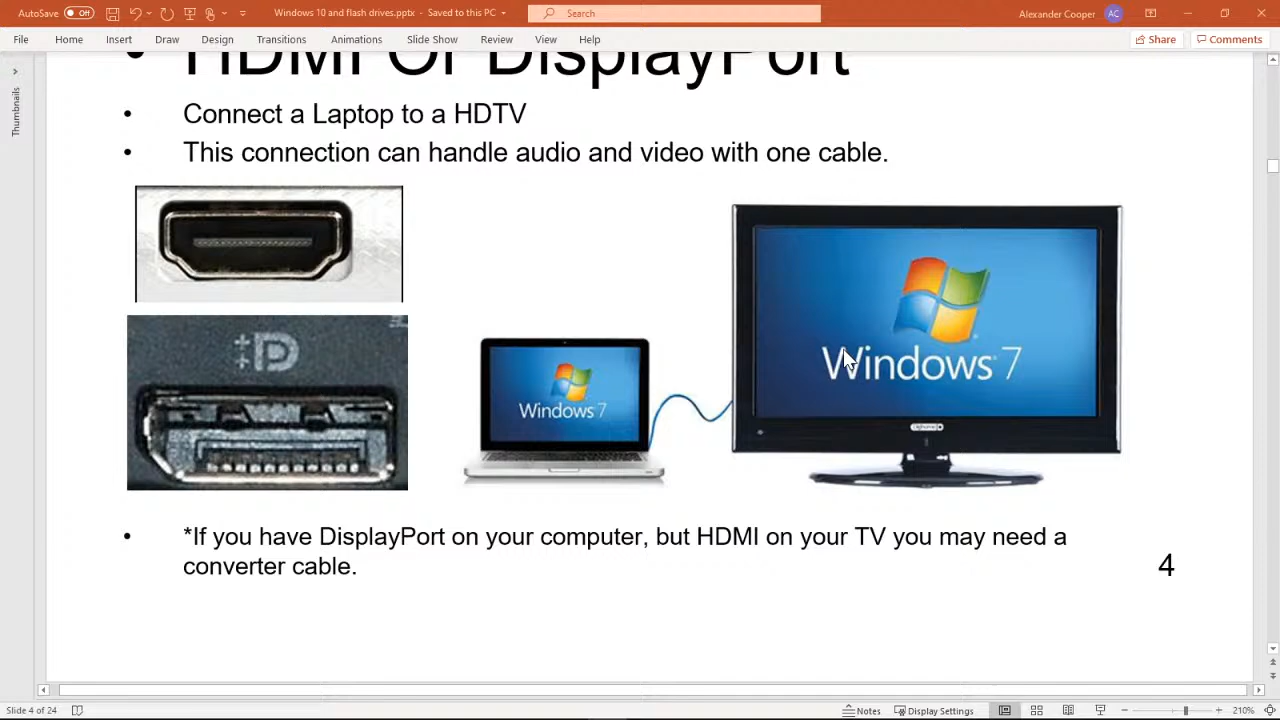 AutoSave Off
Windows 10 and flash drives.pptx - Saved to this PC
Search
Alexander Cooper AC
File Home Insert Draw Design Transitions Animations Slide Show Review View Help Share Comments
Thumbnails
• HDMI Or DisplayPort
• Connect a Laptop to a HDTV
• This connection can handle audio and video with one cable.
Windows 7
Windows 7
• *If you have DisplayPort on your computer, but HDMI on your TV you may need a
converter cable.
4
Slide 4 of 24
Notes Display Settings 210%